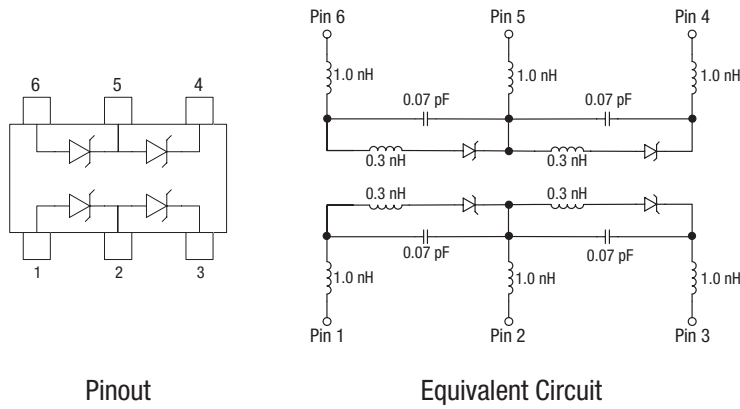 Pin 6 Pin 5 Pin 4
1.0 nH 1.0 nH 1.0 nH
0.07 pF 0.07 pF
0.3 nH 0.3 nH
0.3 nH 0.3 nH
0.07 pF 0.07 pF
1.0 nH 1.0 nH 1.0 nH
Pin 1 Pin 2 Pin 3
6 5 4
1 2 3
Pinout
Equivalent Circuit